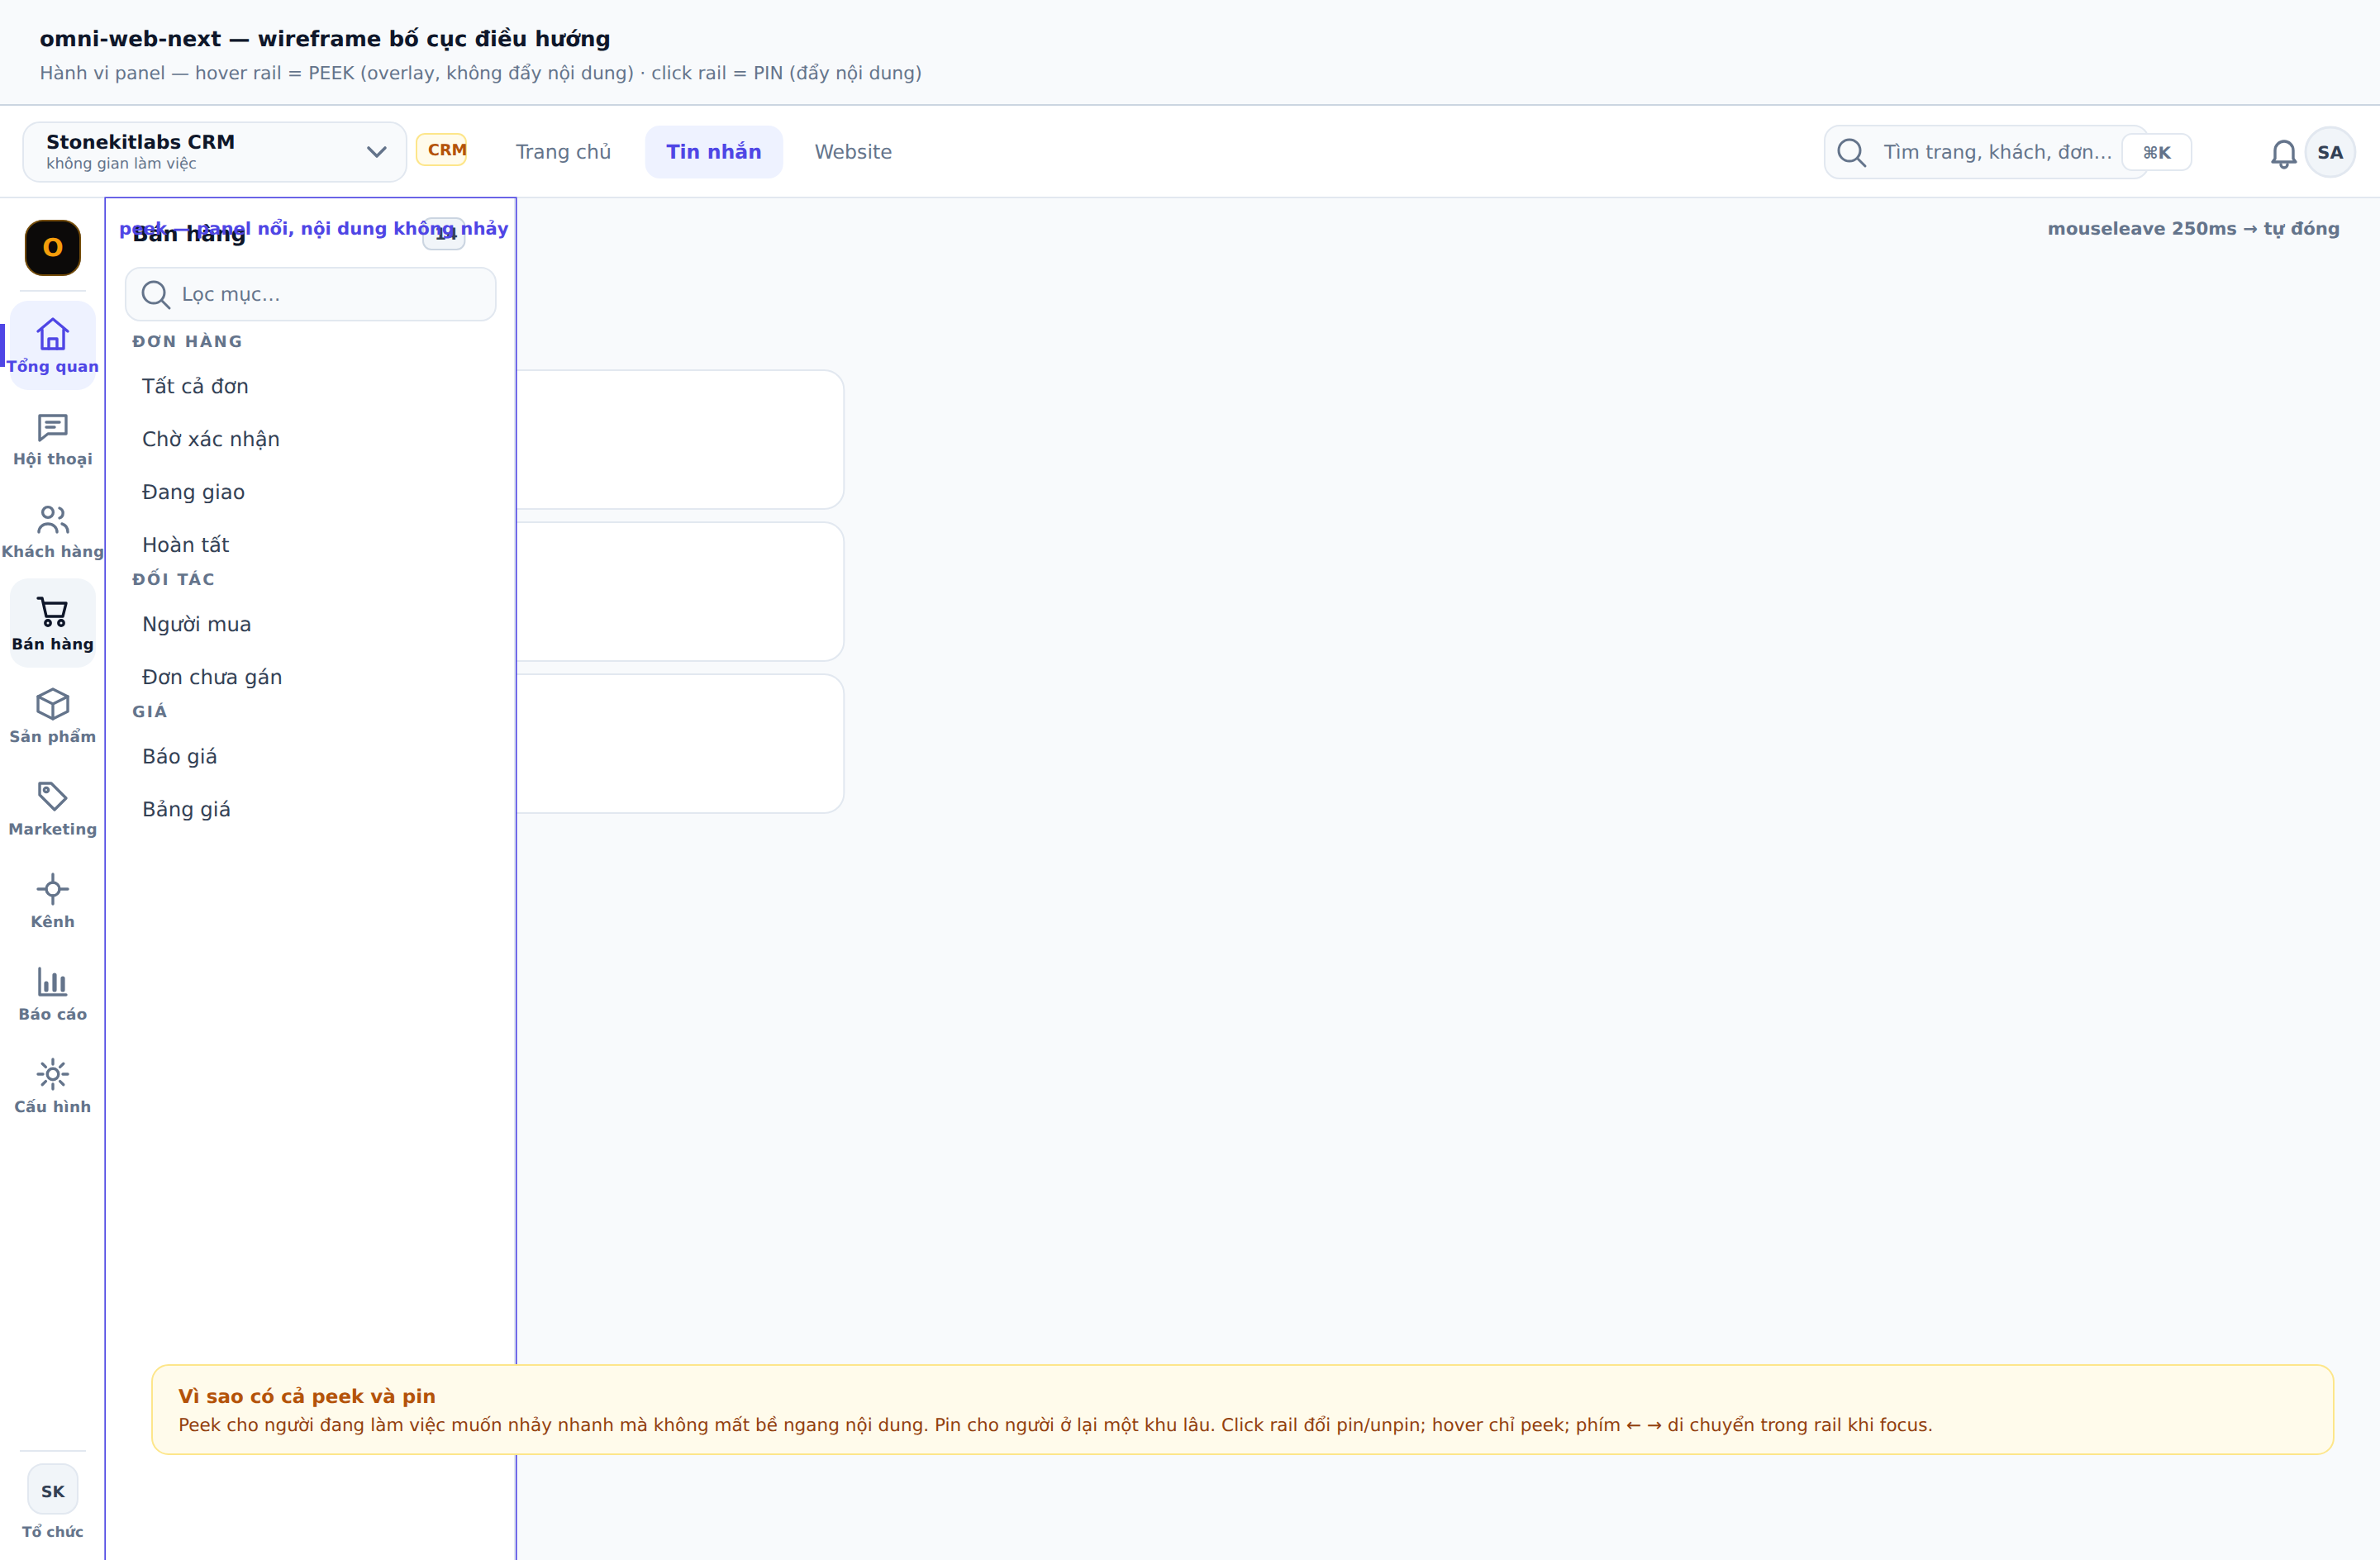 omni-web-next — wireframe bố cục điều hướng
Hành vi panel — hover rail = PEEK (overlay, không đẩy nội dung) · click rail = PIN (đẩy nội dung)
Stonekitlabs CRM
không gian làm việc
CRM
Trang chủ
Tin nhắn
Website
Tìm trang, khách, đơn…
⌘K
SA
O
Tổng quan
Hội thoại
Khách hàng
Bán hàng
Sản phẩm
Marketing
Kênh
Báo cáo
Cấu hình
SK
Tổ chức
peek — panel nổi, nội dung không nhảy
Bán hàng
14
mouseleave 250ms → tự đóng
Lọc mục…
ĐƠN HÀNG
Tất cả đơn
Chờ xác nhận
Đang giao
Hoàn tất
ĐỐI TÁC
Người mua
Đơn chưa gán
GIÁ
Báo giá
Bảng giá
Vì sao có cả peek và pin
Peek cho người đang làm việc muốn nhảy nhanh mà không mất bề ngang nội dung. Pin cho người ở lại một khu lâu. Click rail đổi pin/unpin; hover chỉ peek; phím ← → di chuyển trong rail khi focus.